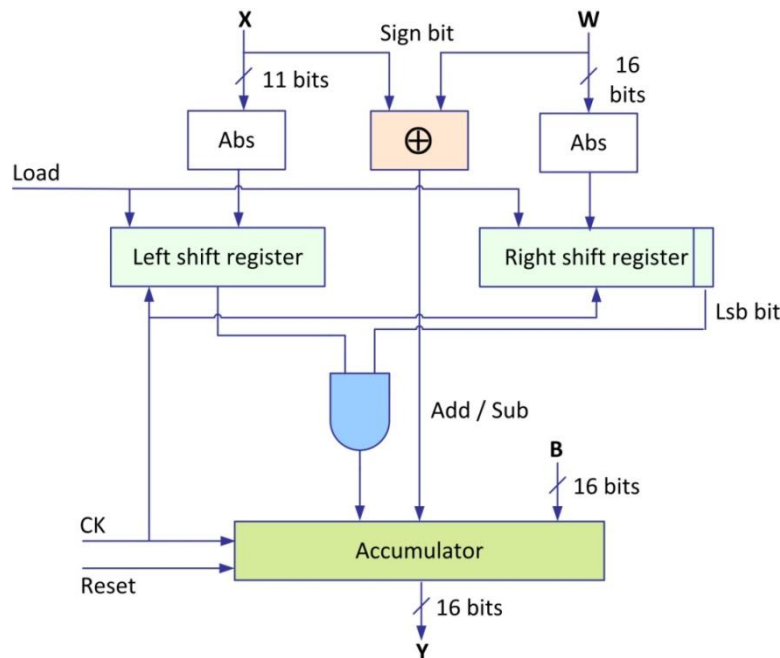 X
Sign bit
W
11 bits
16
bits
Abs
⊕
Abs
Load
Left shift register
Right shift register
Lsb bit
Add / Sub
B
16 bits
CK
Accumulator
Reset
16 bits
Y